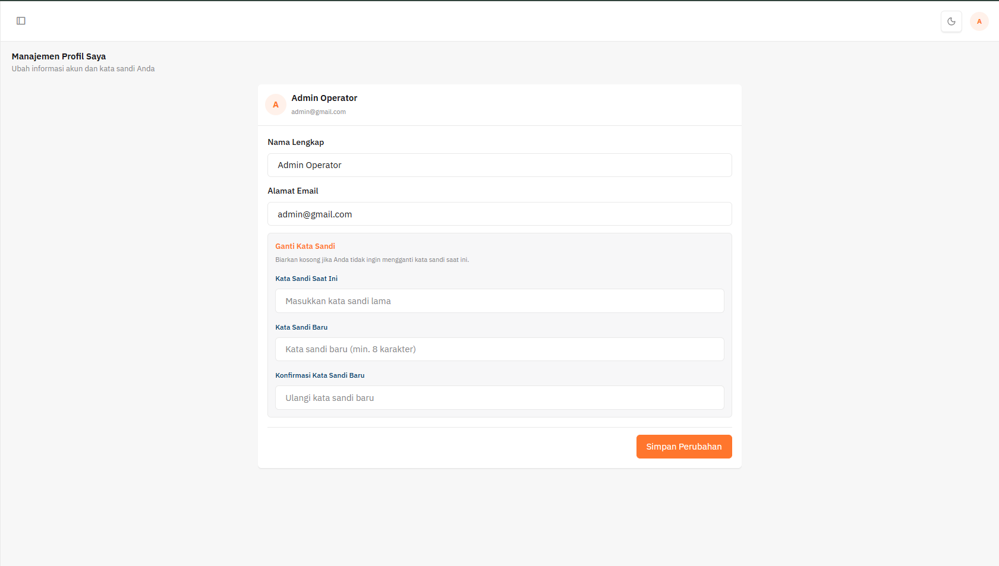 A
Manajemen Profil Saya
Ubah informasi akun dan kata sandi Anda
A
Admin Operator
admin@gmail.com
Nama Lengkap
Admin Operator
Alamat Email
admin@gmail.com
Ganti Kata Sandi
Biarkan kosong jika Anda tidak ingin mengganti kata sandi saat ini.
Kata Sandi Saat Ini
Masukkan kata sandi lama
Kata Sandi Baru
Kata sandi baru (min. 8 karakter)
Konfirmasi Kata Sandi Baru
Ulangi kata sandi baru
Simpan Perubahan